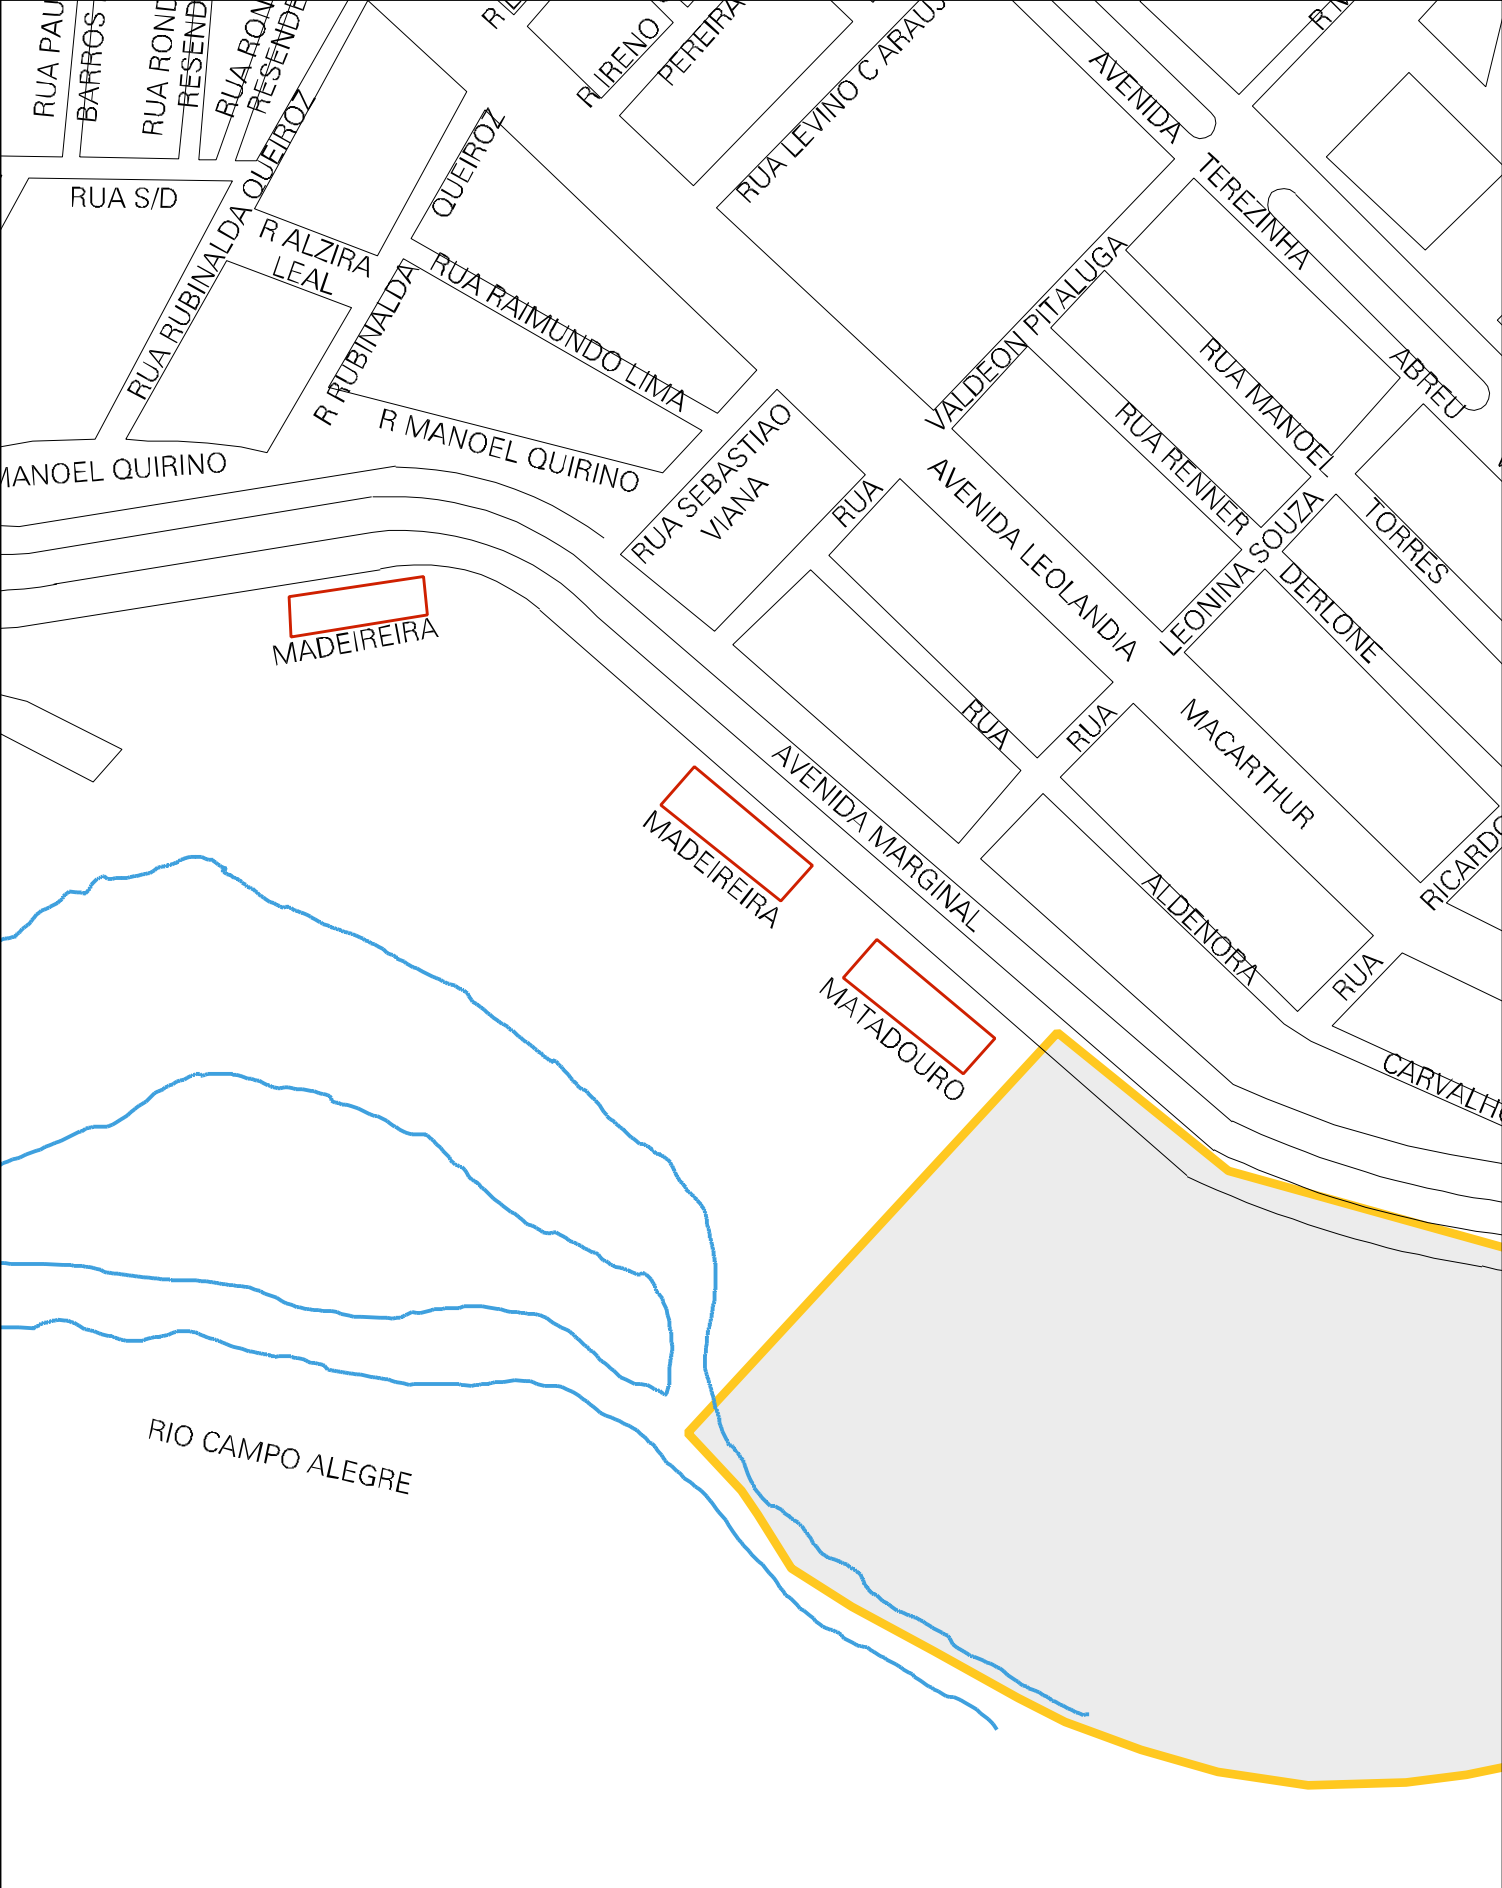 RUA PAU
BARROS
RUA ROND
RESEND
RUA RON
RESENDE
RUA S/D
RUA RUBINALDA QUEIROZ
R ALZIRA
LEAL
R RUBINALDA
QUEIROZ
RUA RAIMUNDO LIMA
R MANOEL QUIRINO
MANOEL QUIRINO
R IRENO
PEREIRA
RUA LEVINO C ARAUJ
AVENIDA
TEREZINHA
ABREU
VALDEON PITALUGA
RUA MANOEL
TORRES
RUA RENNER
DERLONE
LEONINA SOUZA
RUA SEBASTIAO
VIANA
RUA
AVENIDA LEOLANDIA
MACARTHUR
RUA
RUA
RICARDO
ALDENORA
RUA
CARVALHO
AVENIDA MARGINAL
MADEIREIRA
MADEIREIRA
MATADOURO
RIO CAMPO ALEGRE